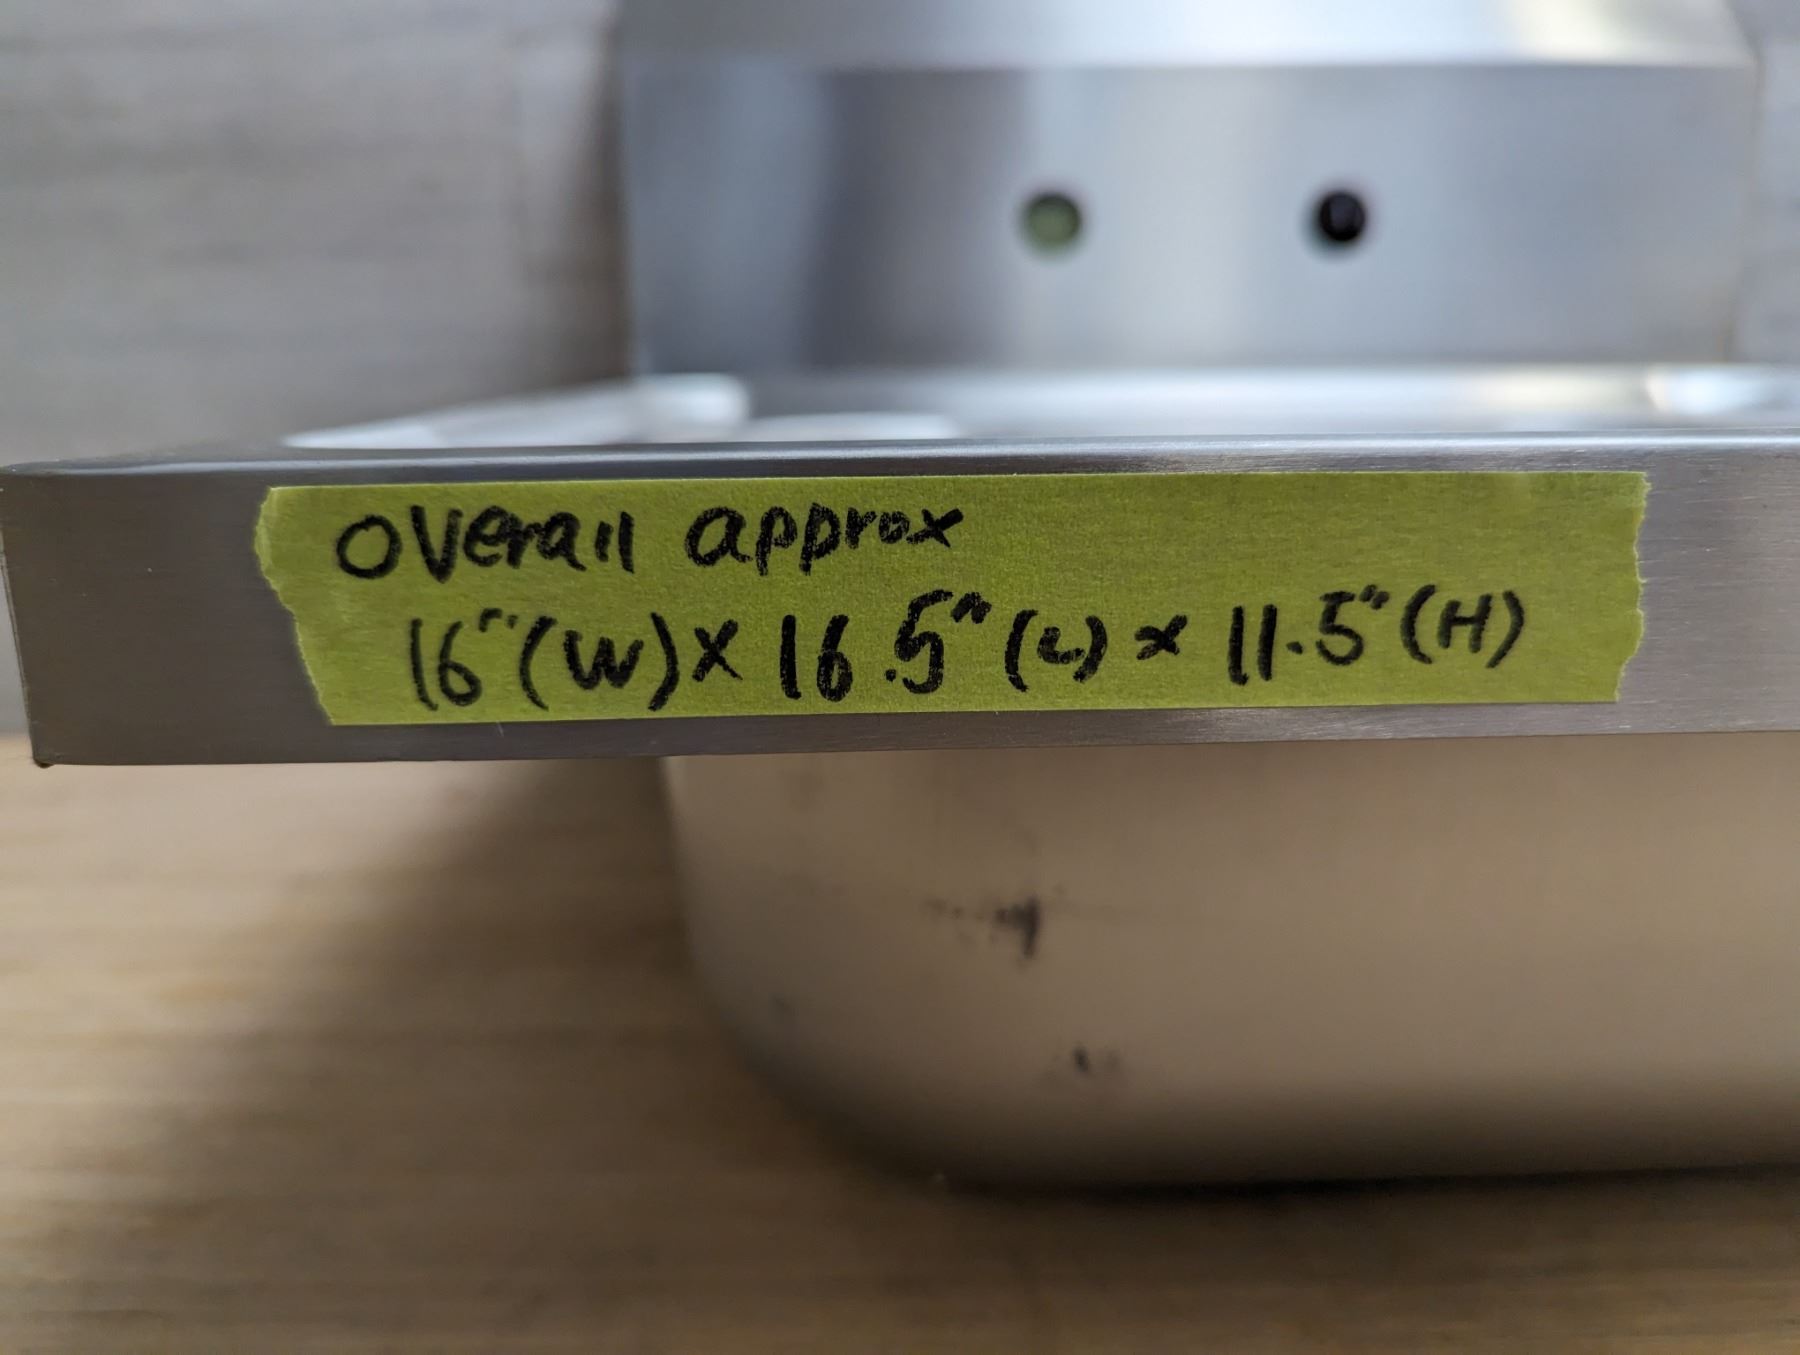 overall approx
16"(W)x 16.5"(L) x 11.5"(H)